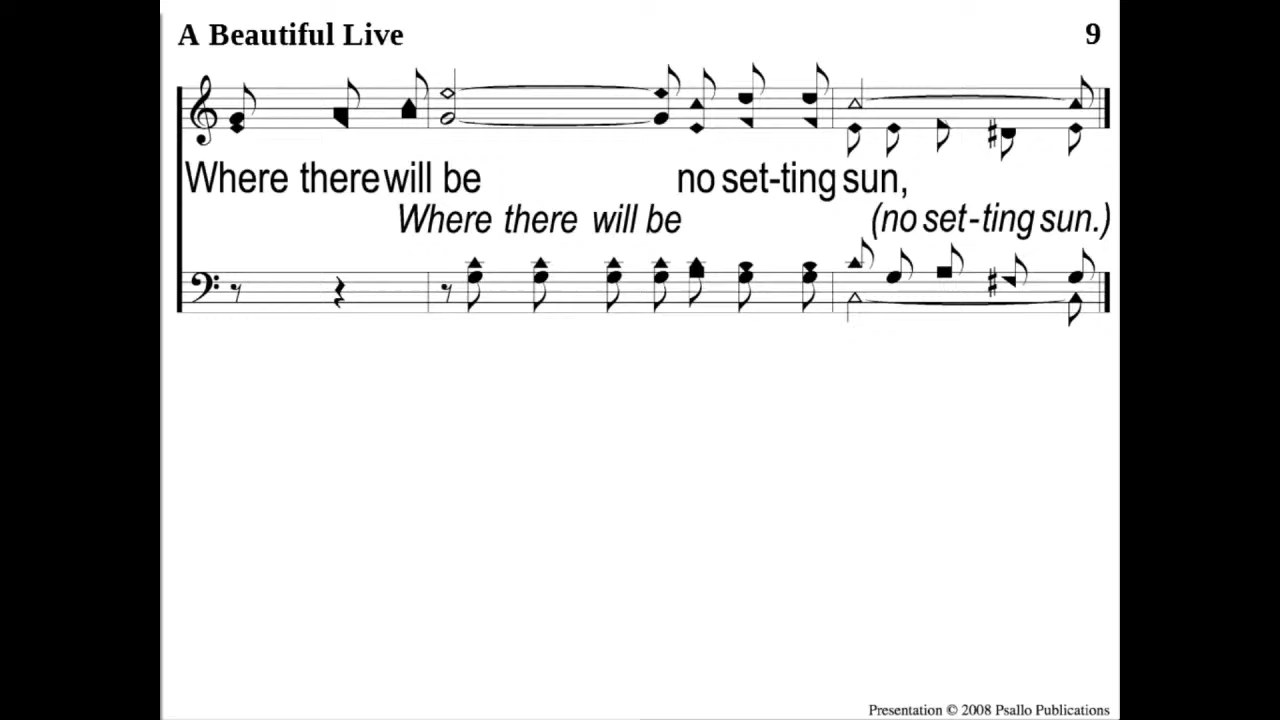 A Beautiful Live 9
Where there will be no set-ting sun,
Where there will be (no set-ting sun.)
Presentation © 2008 Psallo Publications